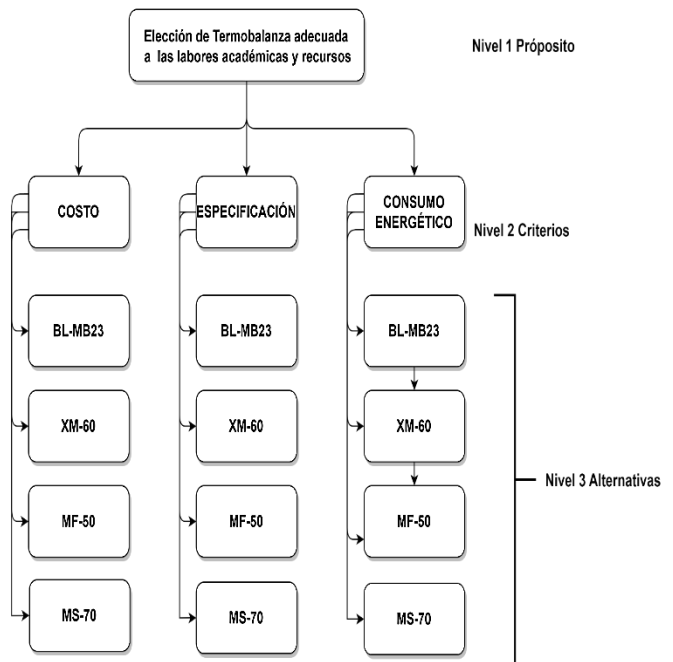 Elección de Termobalanza adecuada
a las labores académicas y recursos
Nivel 1 Próposito
COSTO
ESPECIFICACIÓN
CONSUMO
ENERGÉTICO
Nivel 2 Criterios
BL-MB23
BL-MB23
BL-MB23
XM-60
XM-60
XM-60
Nivel 3 Alternativas
MF-50
MF-50
MF-50
MS-70
MS-70
MS-70